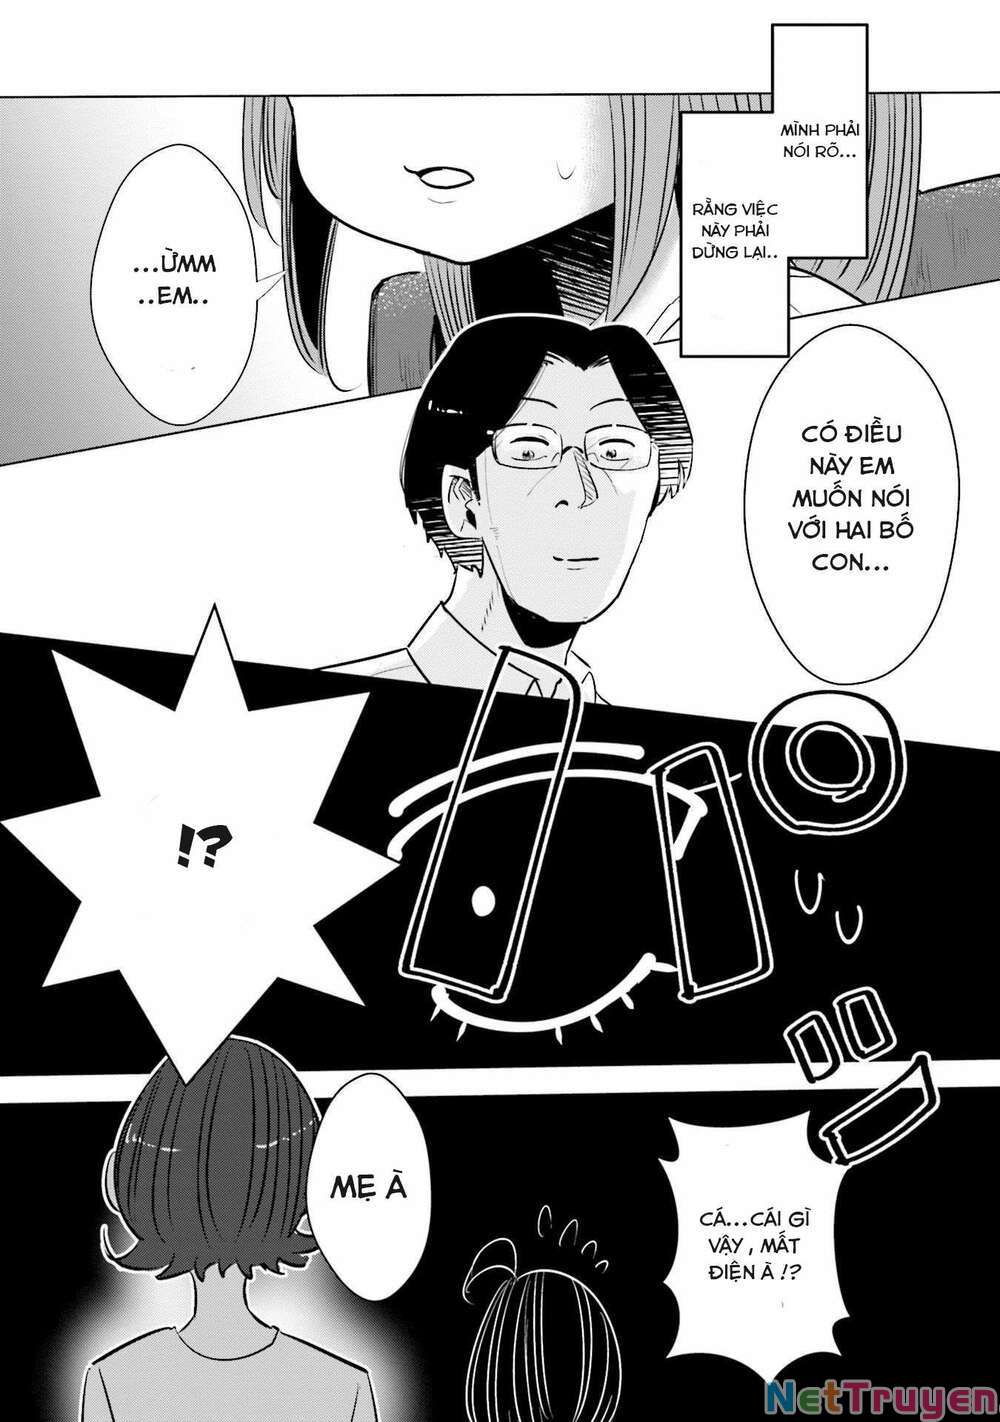 MÌNH PHẢI
NÓI RÕ...
RẰNG VIỆC
NÀY PHẢI
DỪNG LẠI..
...ỪMM
..EM..
CÓ ĐIỀU
NÀY EM
MUỐN NÓI
VỚI HAI BỐ
CON...
!?
MẸ À
CÁ...CÁI GÌ
VẬY , MẤT
ĐIỆN À !?
NetTruyen